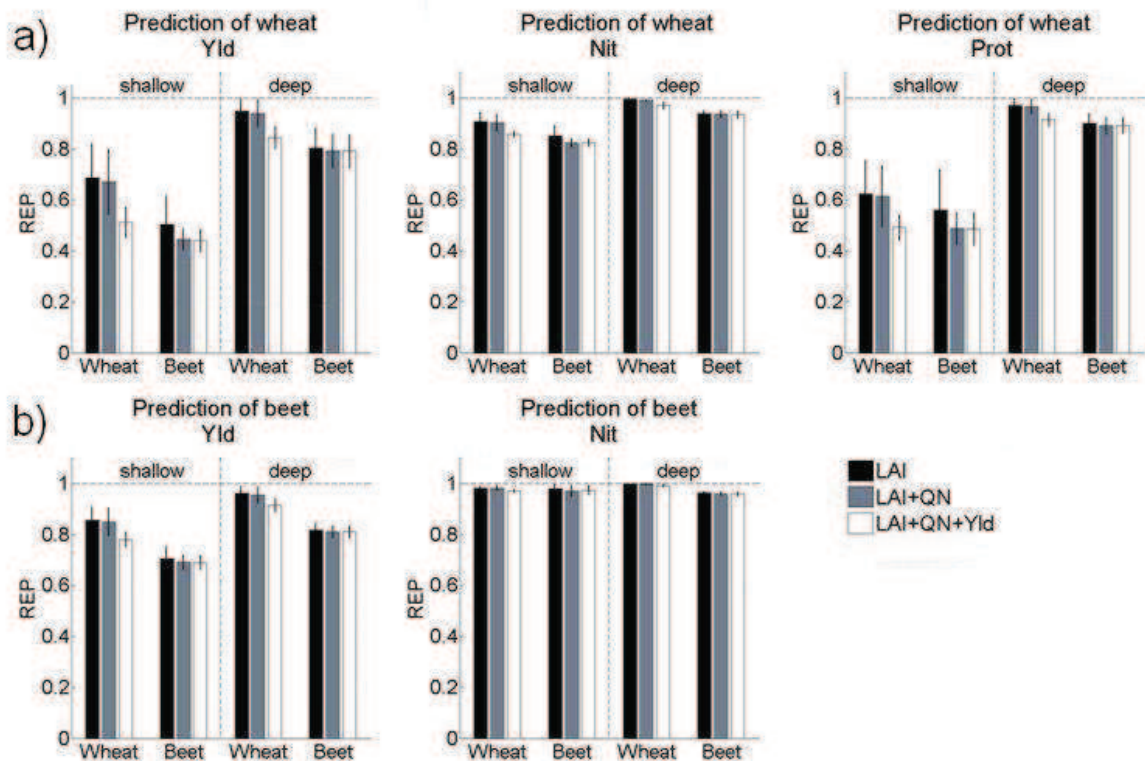 a)
Prediction of wheat
Yld
shallow deep
1
0.8
0.6
0.4
0.2
0
REP
Wheat Beet Wheat Beet
Prediction of wheat
Nit
shallow deep
1
0.8
0.6
0.4
0.2
0
REP
Wheat Beet Wheat Beet
Prediction of wheat
Prot
shallow deep
1
0.8
0.6
0.4
0.2
0
REP
Wheat Beet Wheat Beet
b)
Prediction of beet
Yld
shallow deep
1
0.8
0.6
0.4
0.2
0
REP
Wheat Beet Wheat Beet
Prediction of beet
Nit
shallow deep
1
0.8
0.6
0.4
0.2
0
REP
Wheat Beet Wheat Beet
LAI
LAI+QN
LAI+QN+Yld